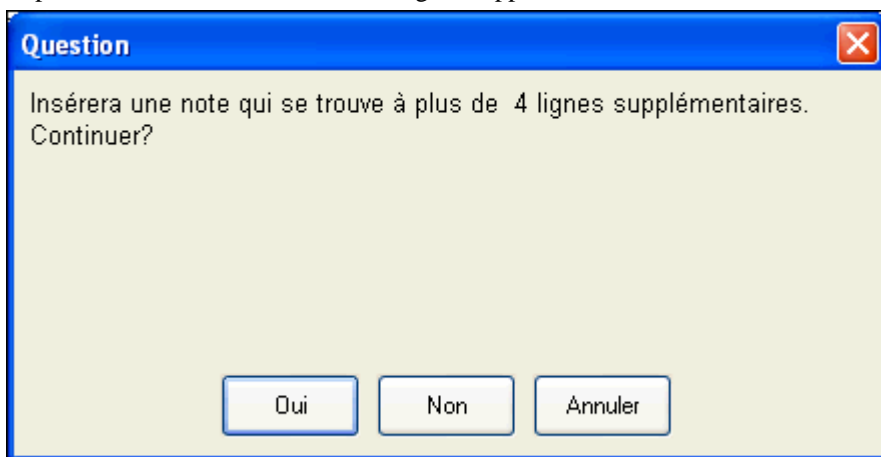 Question
Insérera une note qui se trouve à plus de  4 lignes supplémentaires.
Continuer?
Oui Non Annuler